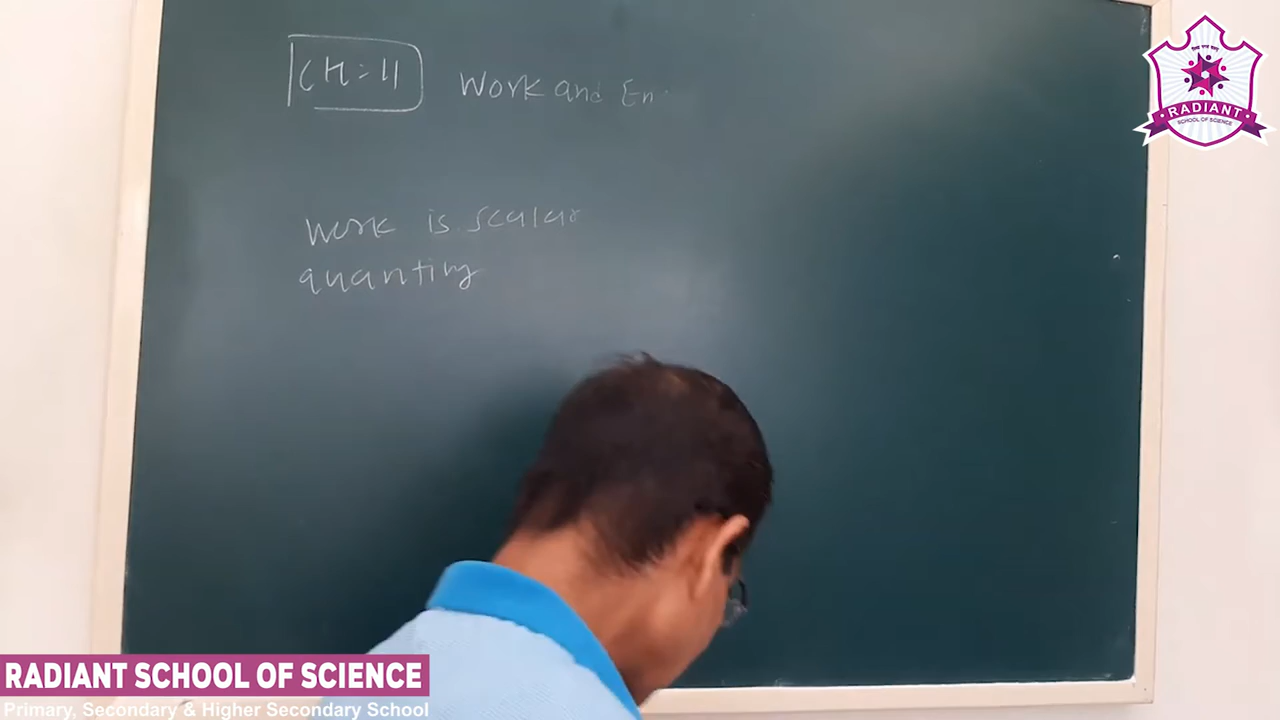 CH:11 Work and En
Work is scalar
quantity
RADIANT
SCHOOL OF SCIENCE
RADIANT SCHOOL OF SCIENCE
Primary, Secondary & Higher Secondary School